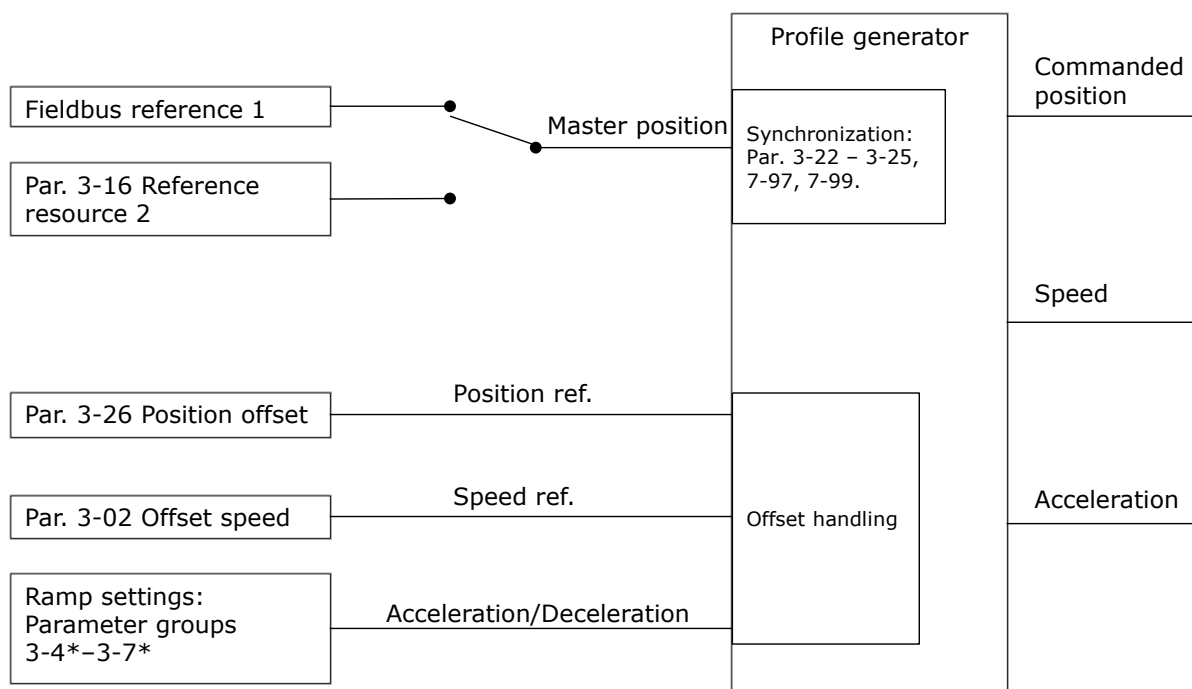 Profile generator
Commanded
position
Fieldbus reference 1
Master position
Synchronization:
Par. 3-22 – 3-25,
7-97, 7-99.
Par. 3-16 Reference
resource 2
Speed
Position ref.
Par. 3-26 Position offset
Speed ref.
Acceleration
Par. 3-02 Offset speed
Offset handling
Ramp settings:
Parameter groups
3-4*–3-7*
Acceleration/Deceleration